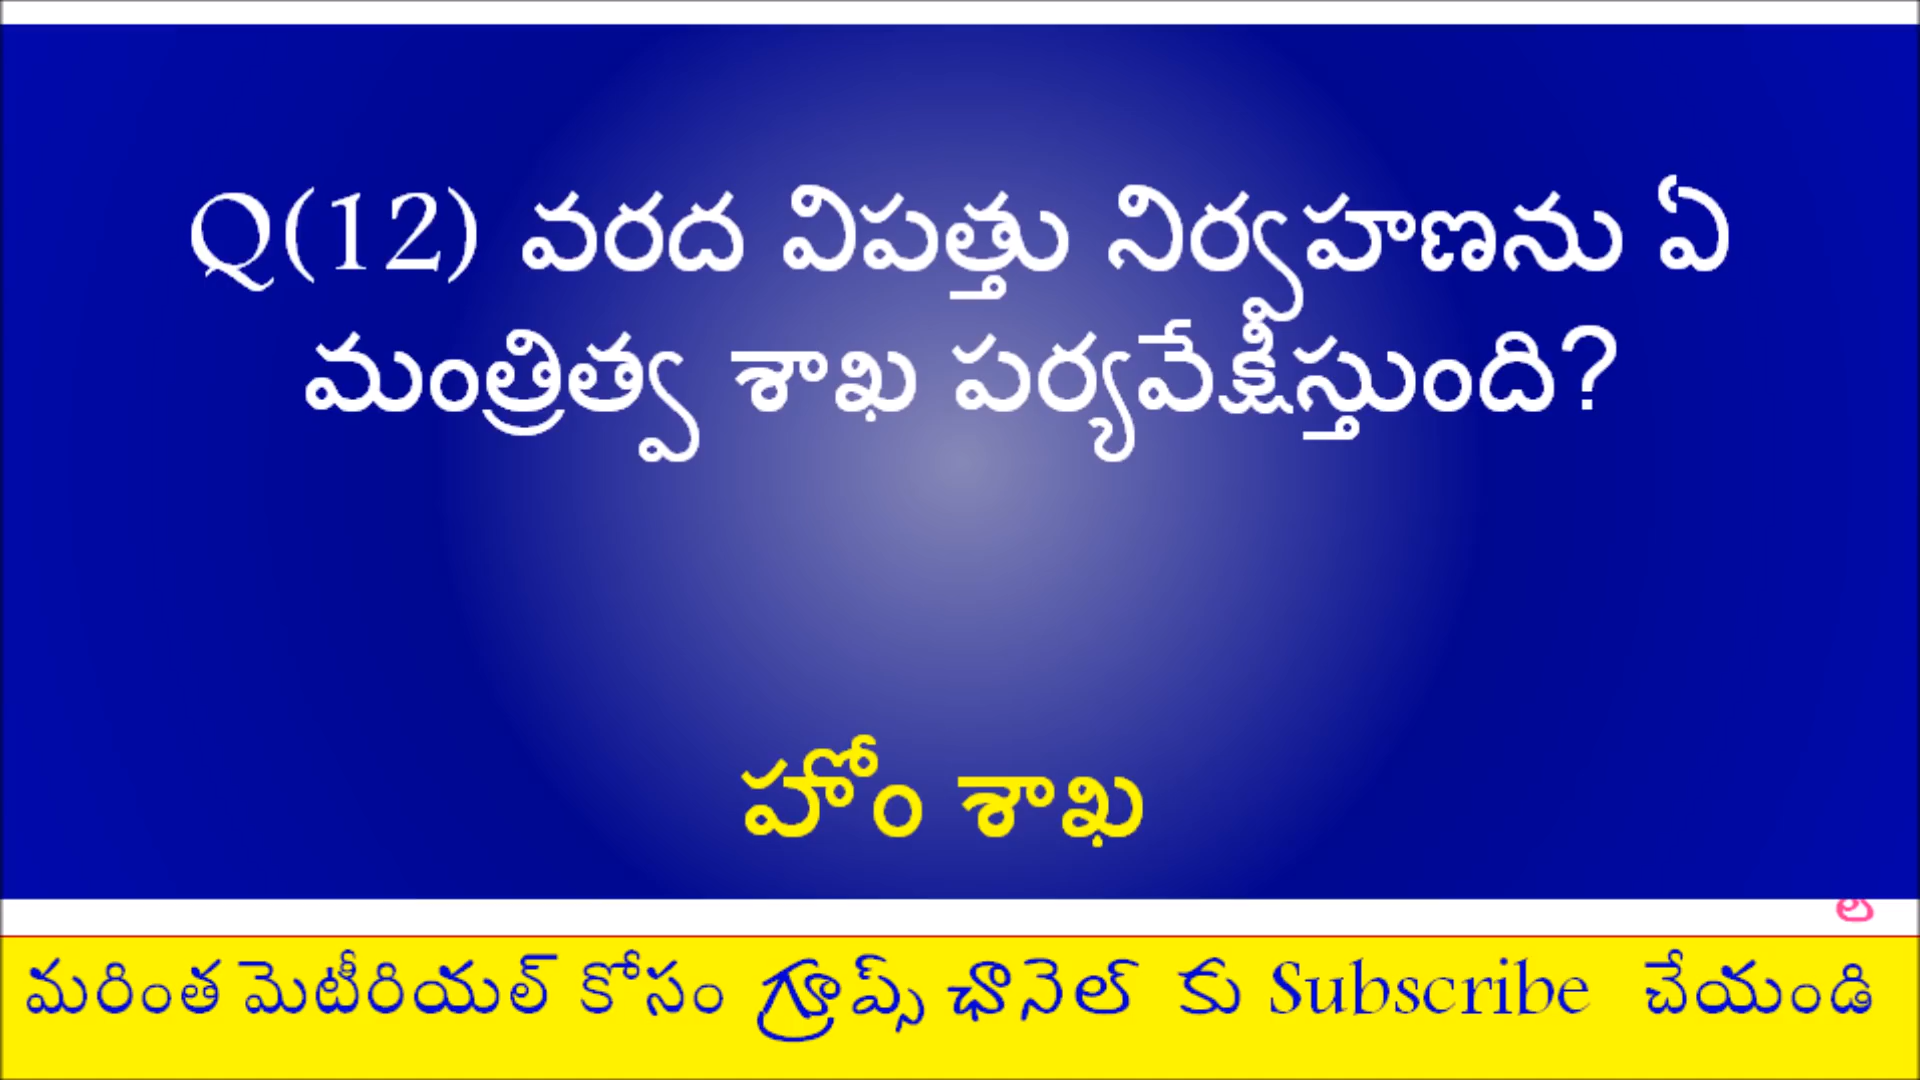 Q(12) వరద విపత్తు నిర్వహణను ఏ
మంత్రిత్వ శాఖ పర్యవేక్షిస్తుంది?
హోం శాఖ
మరింత మెటీరియల్ కోసం గ్రూప్స్ ఛానెల్ కు Subscribe చేయండి